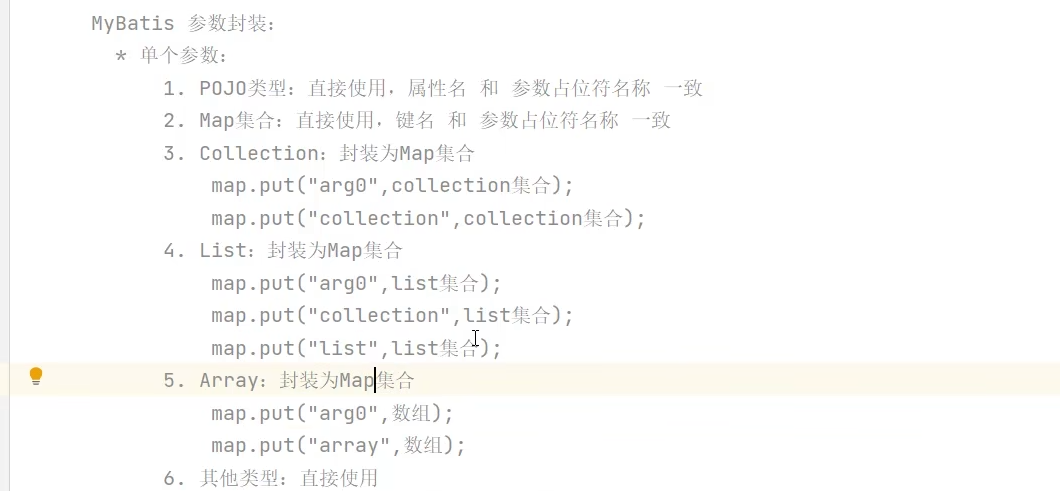 MyBatis 参数封装：
* 单个参数：
1. POJO类型：直接使用，属性名 和 参数占位符名称 一致
2. Map集合：直接使用，键名 和 参数占位符名称 一致
3. Collection：封装为Map集合
map.put("arg0",collection集合);
map.put("collection",collection集合);
4. List：封装为Map集合
map.put("arg0",list集合);
map.put("collection",list集合);
map.put("list",list集合);
5. Array：封装为Map集合
map.put("arg0",数组);
map.put("array",数组);
6. 其他类型：直接使用